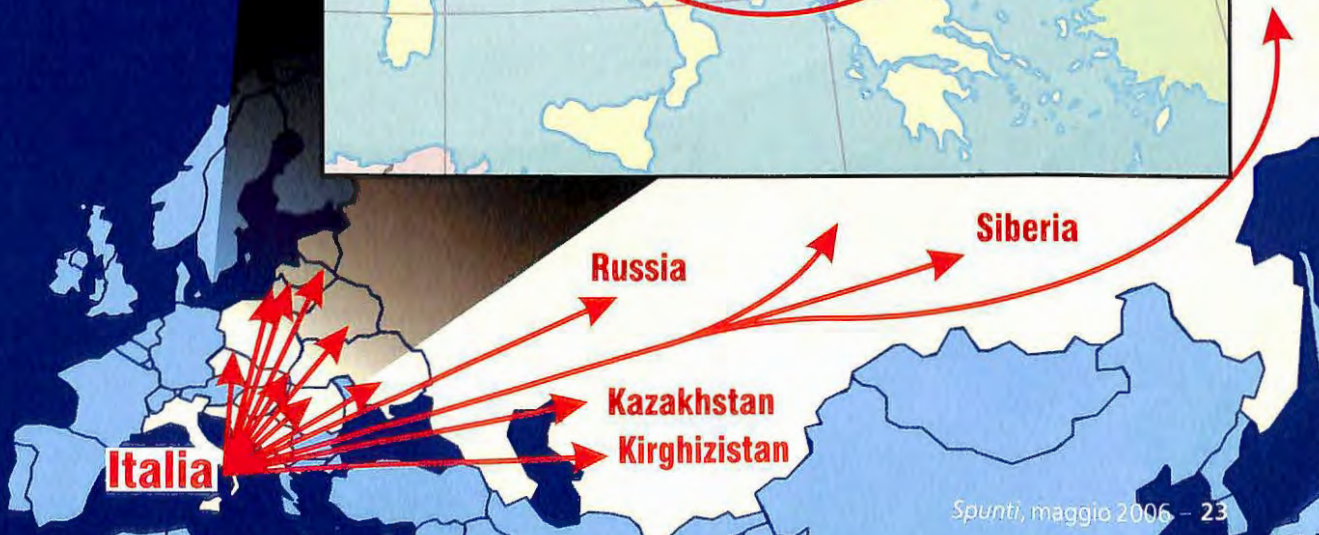 Siberia
Russia
Kazakhstan
Kirghizistan
Italia
Spunti, maggio 2006 – 23